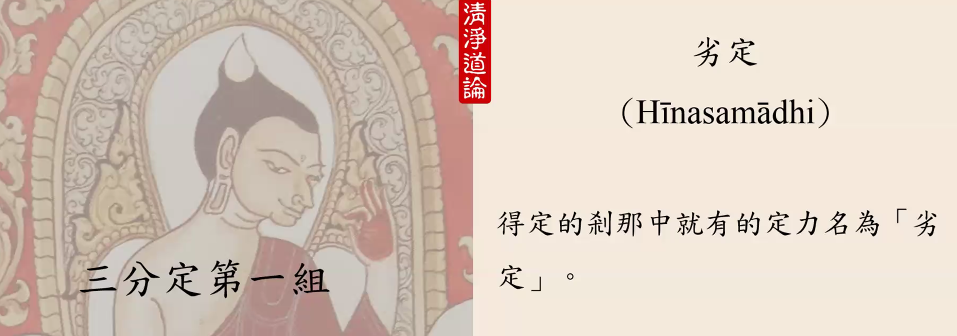 三分定第一組
清淨道論
劣定
（Hīnasamādhi）
得定的剎那中就有的定力名為「劣
定」。